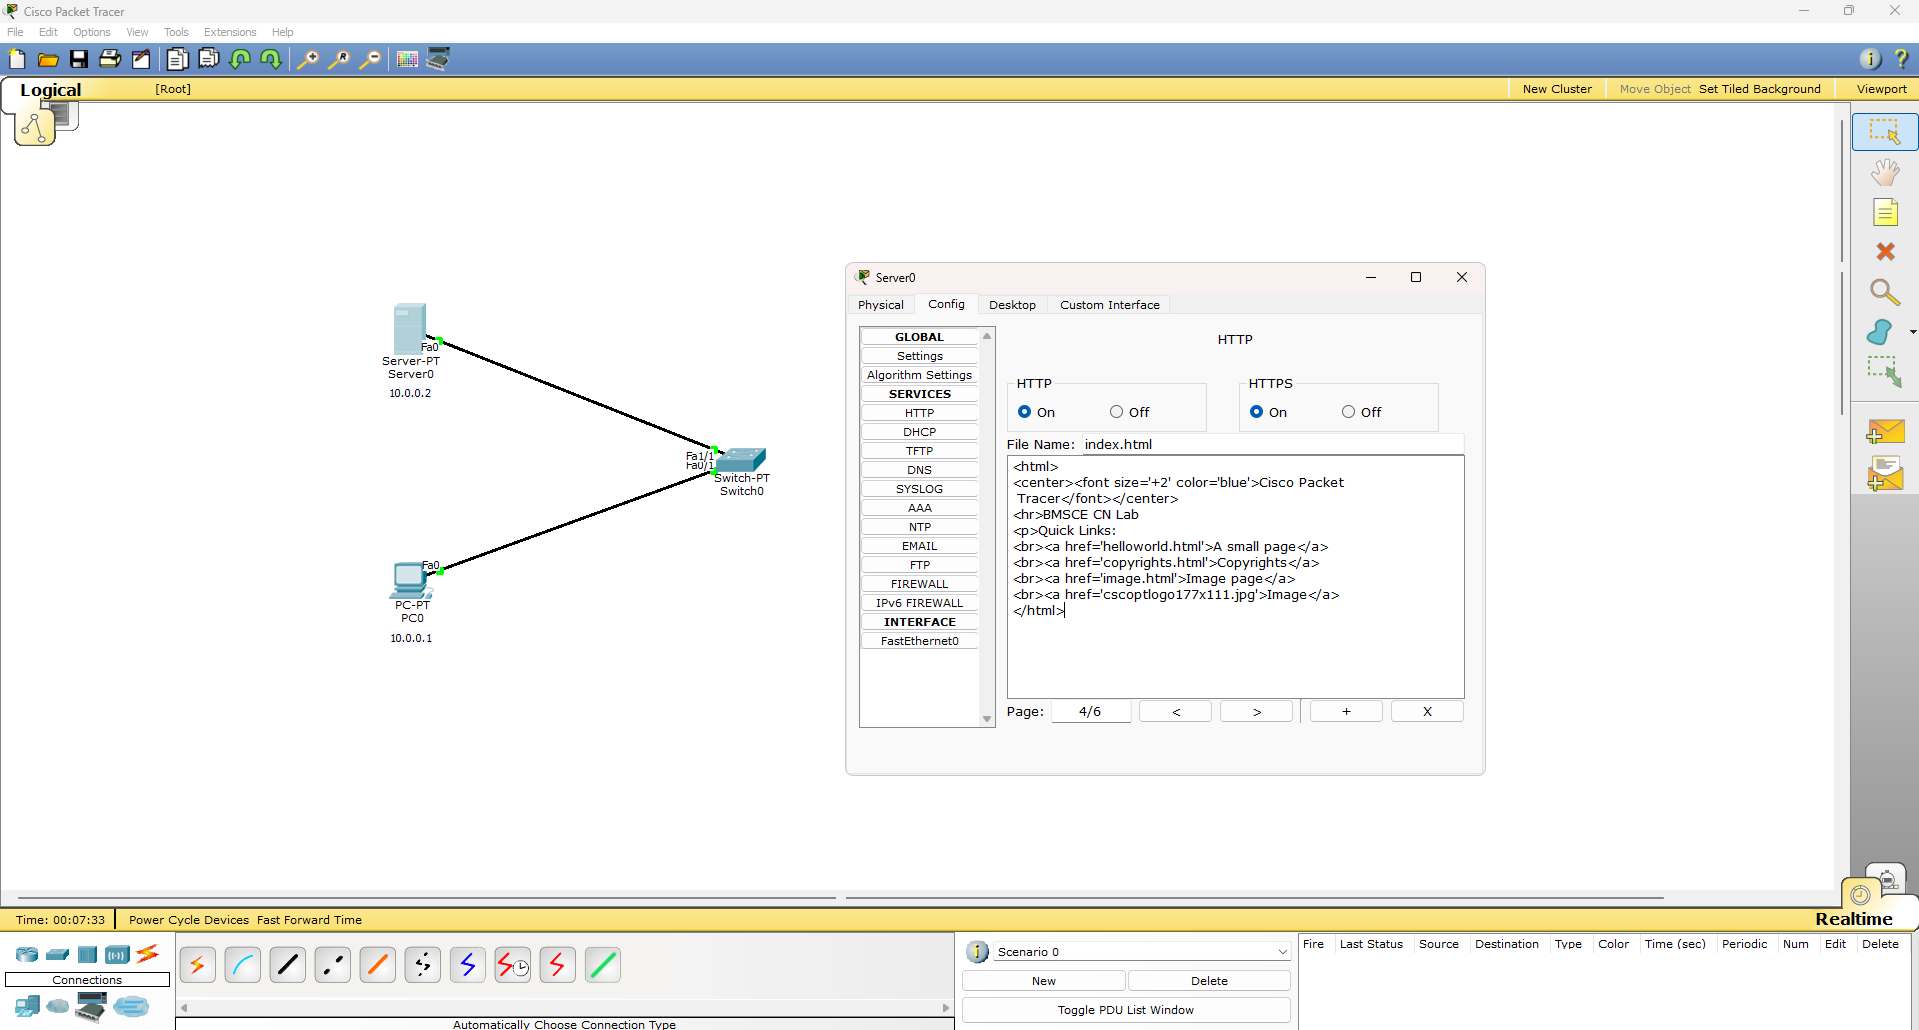 Cisco Packet Tracer
File Edit Options View Tools Extensions Help
Logical [Root] New Cluster Move Object Set Tiled Background Viewport
Server0
Physical Config Desktop Custom Interface
GLOBAL
Settings
Algorithm Settings
SERVICES
HTTP
DHCP
TFTP
DNS
SYSLOG
AAA
NTP
EMAIL
FTP
FIREWALL
IPv6 FIREWALL
INTERFACE
FastEthernet0
HTTP
HTTP HTTPS
On Off On Off
File Name: index.html
<html>
<center><font size='+2' color='blue'>Cisco Packet
Tracer</font></center>
<hr>BMSCE CN Lab
<p>Quick Links:
<br><a href='helloworld.html'>A small page</a>
<br><a href='copyrights.html'>Copyrights</a>
<br><a href='image.html'>Image page</a>
<br><a href='cscoptlogo177x111.jpg'>Image</a>
</html>
Page: 4/6 < > + X
Fa0
Server-PT
Server0
10.0.0.2
Fa1/1
Fa0/1
Switch-PT
Switch0
Fa0
PC-PT
PC0
10.0.0.1
Realtime
Time: 00:07:33 Power Cycle Devices Fast Forward Time
Connections
Automatically Choose Connection Type
Scenario 0
New Delete
Toggle PDU List Window
Fire Last Status Source Destination Type Color Time (sec) Periodic Num Edit Delete